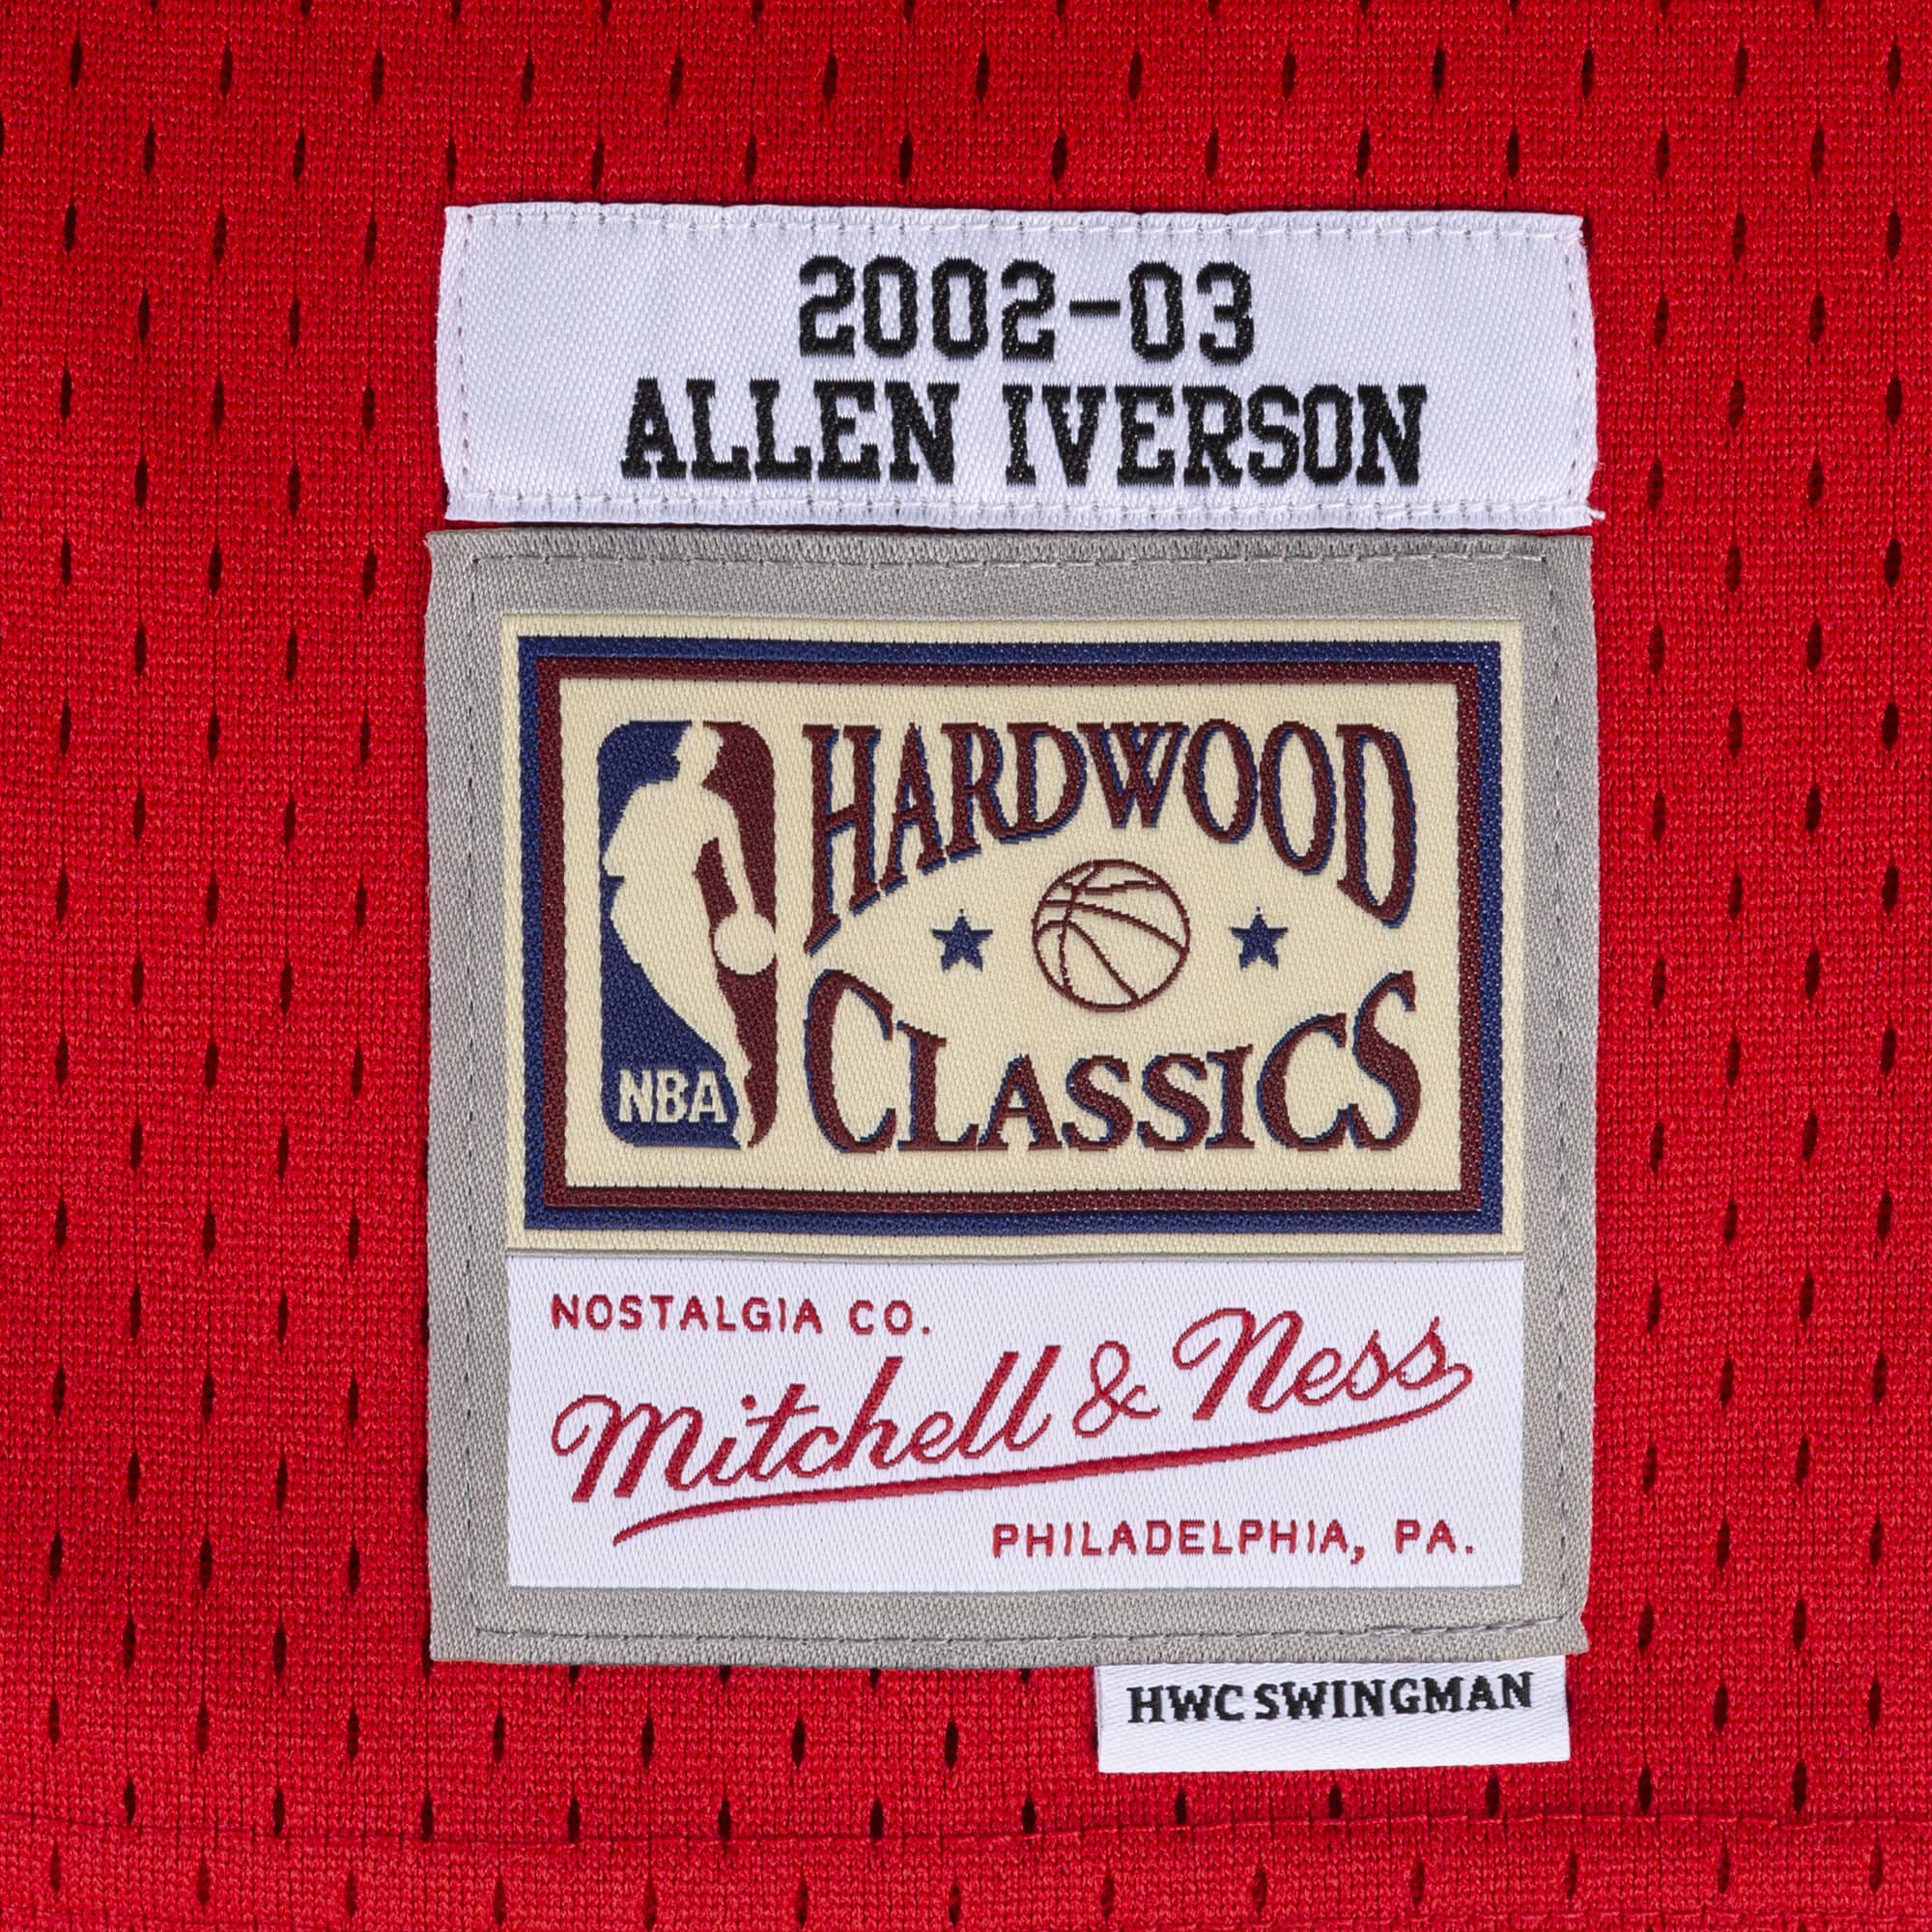 2002-03
ALLEN IVERSON
HARDWOOD
CLASSICS
NBA
NOSTALGIA CO.
Mitchell & Ness
PHILADELPHIA, PA.
HWC SWINGMAN